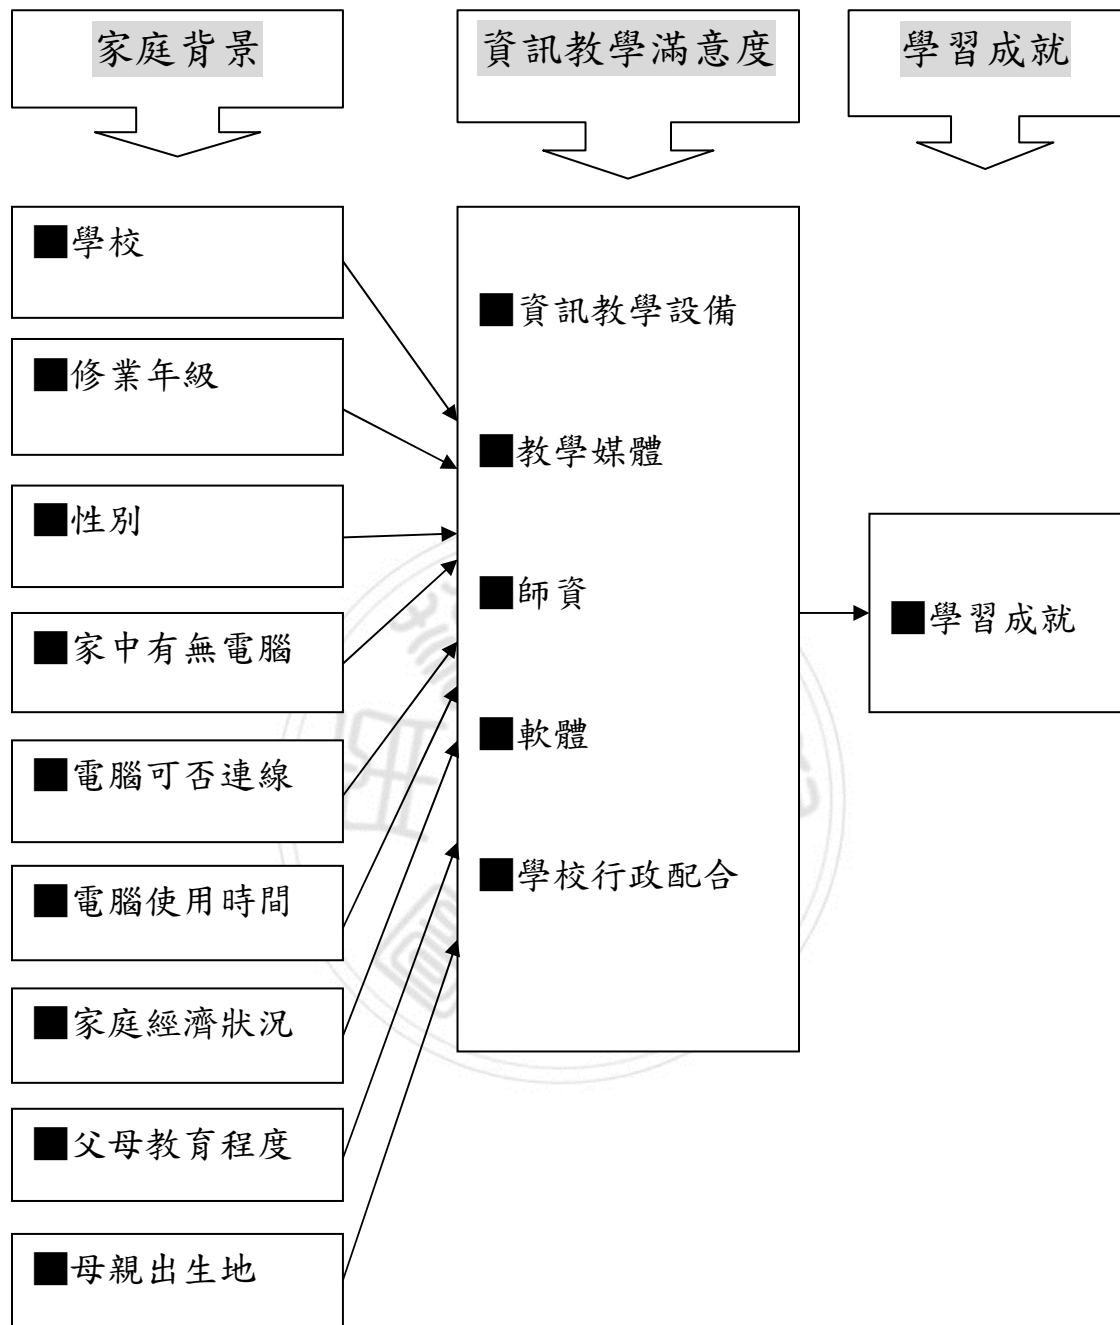 家庭背景
資訊教學滿意度
學習成就
■學校
■修業年級
■性別
■家中有無電腦
■電腦可否連線
■電腦使用時間
■家庭經濟狀況
■父母教育程度
■母親出生地
■資訊教學設備
■教學媒體
■師資
■軟體
■學校行政配合
■學習成就